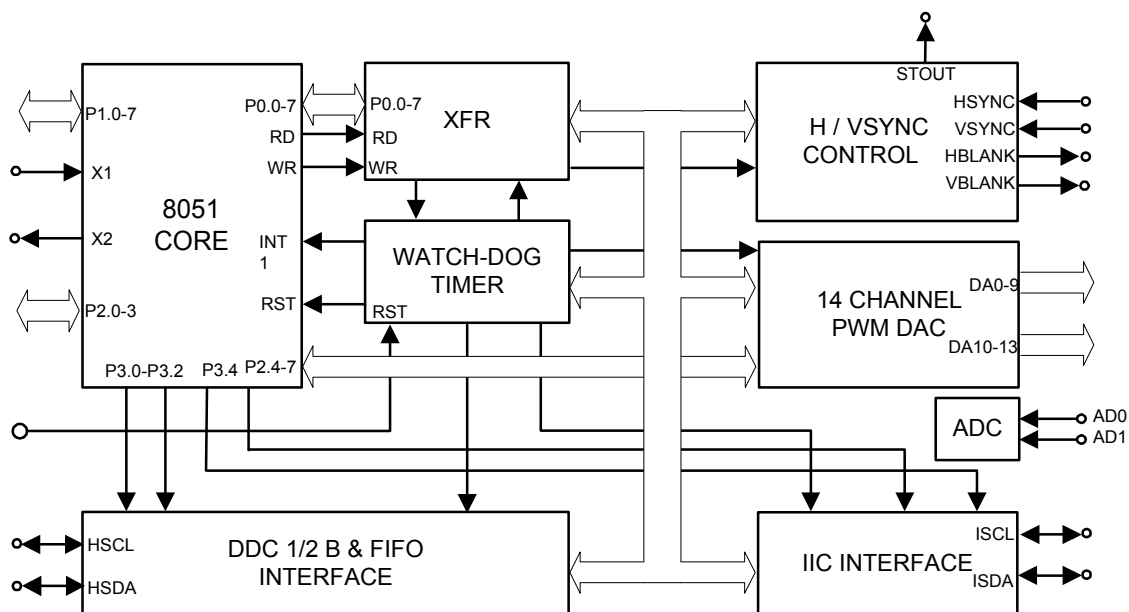 STOUT
P1.0-7
X1
X2
P2.0-3
8051
CORE
P0.0-7
RD
WR
INT
1
RST
P3.0-P3.2
P3.4
P2.4-7
P0.0-7
RD
WR
XFR
WATCH-DOG
TIMER
RST
H / VSYNC
CONTROL
HSYNC
VSYNC
HBLANK
VBLANK
14 CHANNEL
PWM DAC
DA0-9
DA10-13
ADC
AD0
AD1
HSCL
HSDA
DDC 1/2 B & FIFO
INTERFACE
IIC INTERFACE
ISCL
ISDA